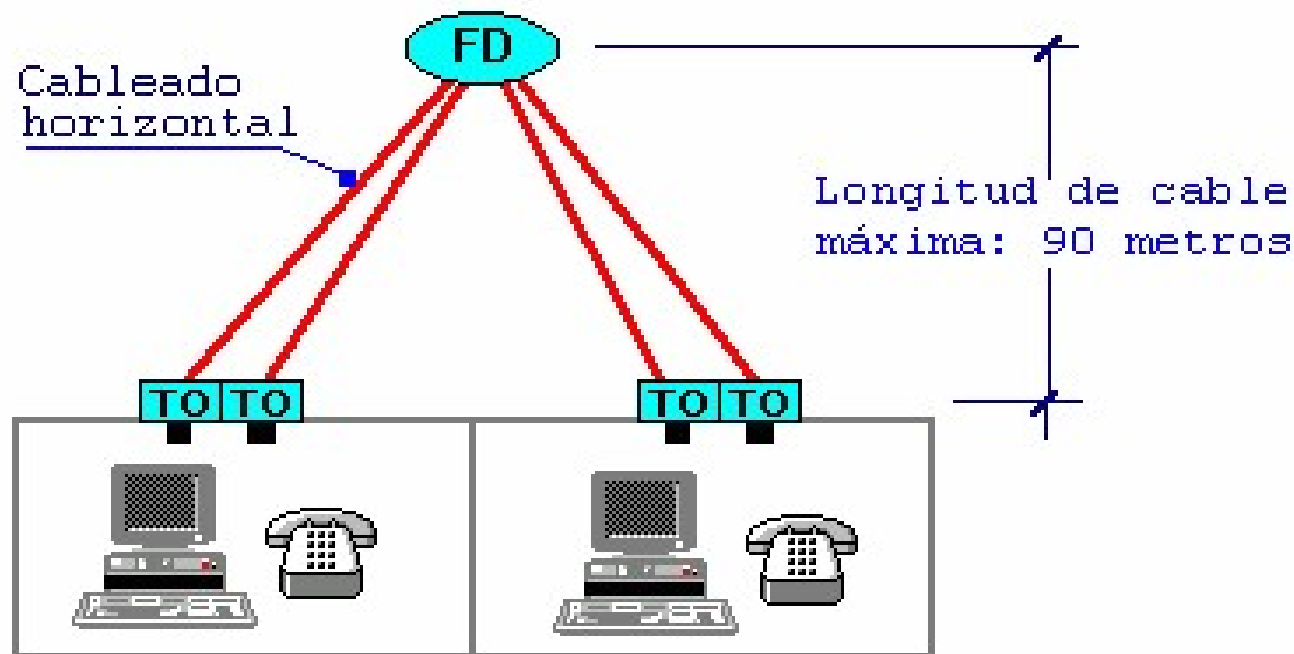 FD
Cableado
horizontal
Longitud de cable
máxima: 90 metros
TO TO
TO TO